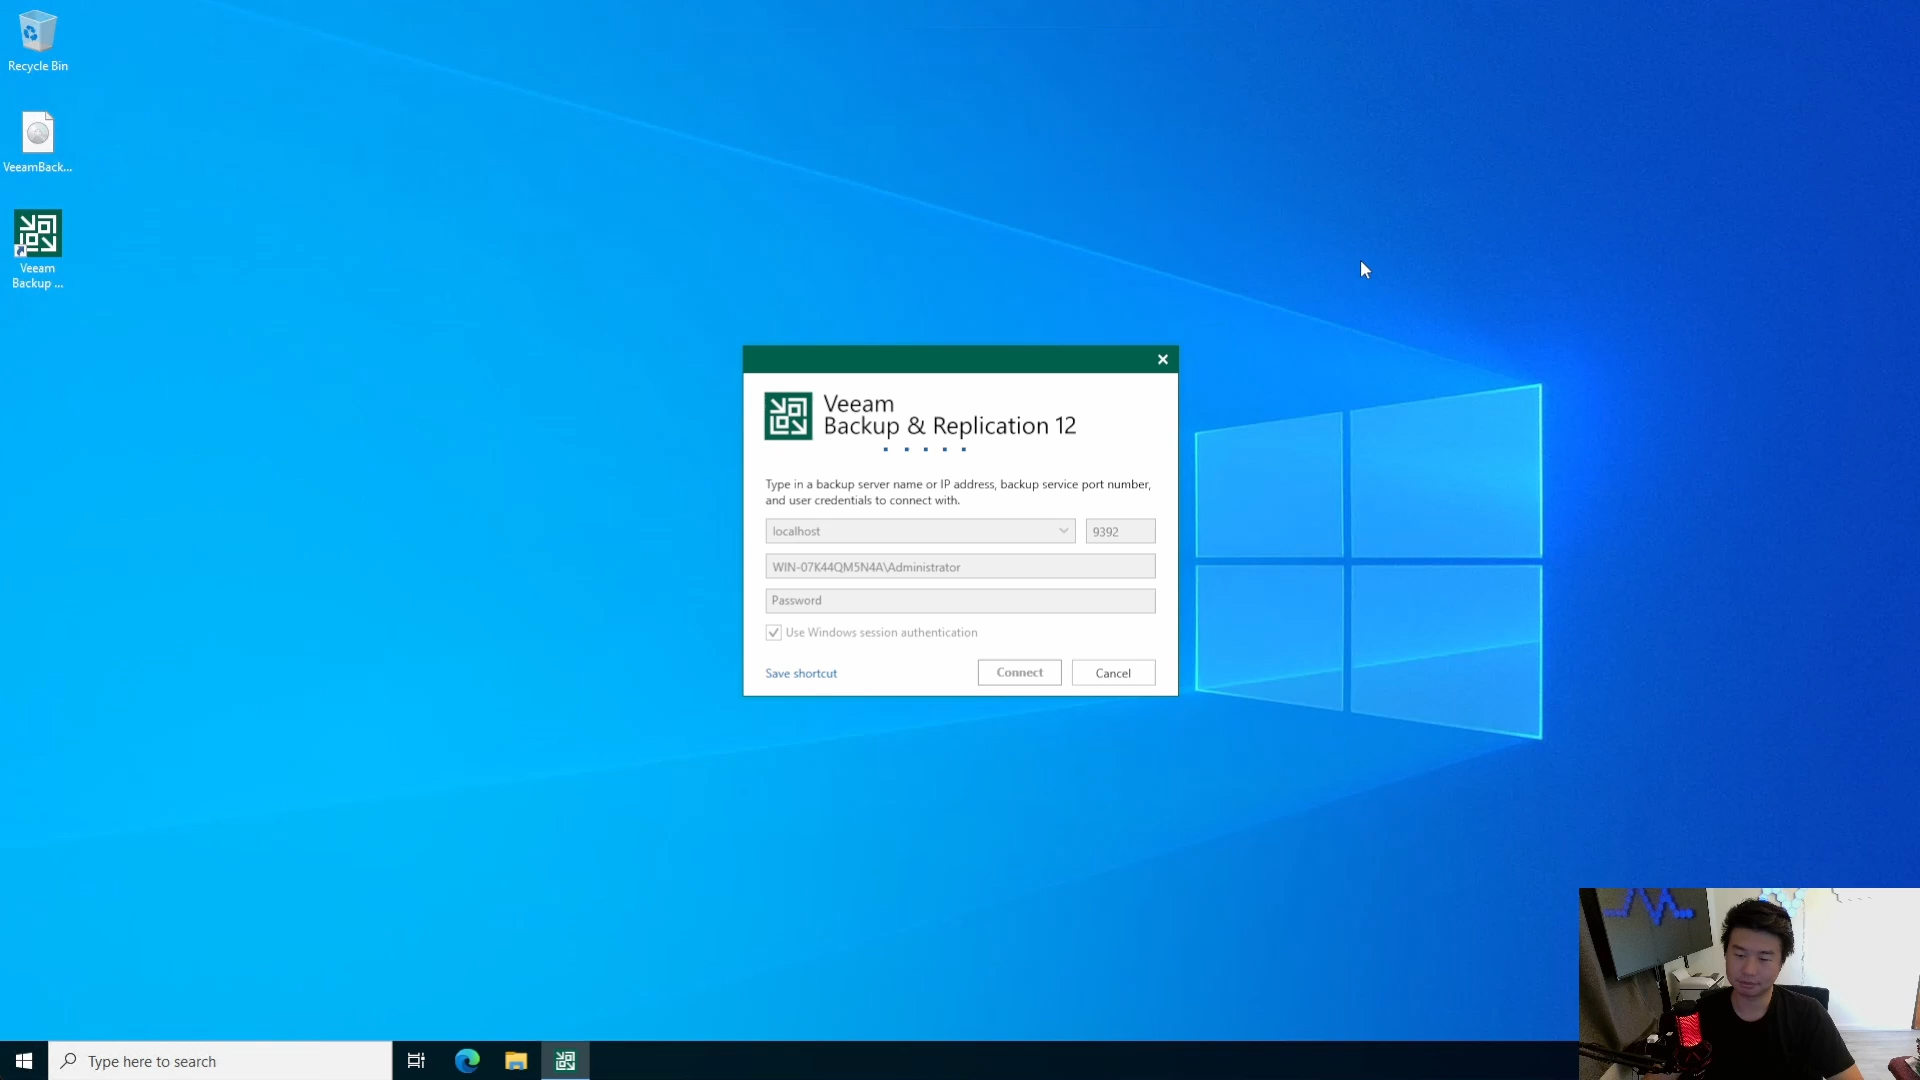 Recycle Bin
VeeamBack...
Veeam
Backup ...
Veeam
Backup & Replication 12
Type in a backup server name or IP address, backup service port number,
and user credentials to connect with.
localhost
9392
WIN-07K44QM5N4A\Administrator
Password
Use Windows session authentication
Save shortcut
Connect
Cancel
Type here to search